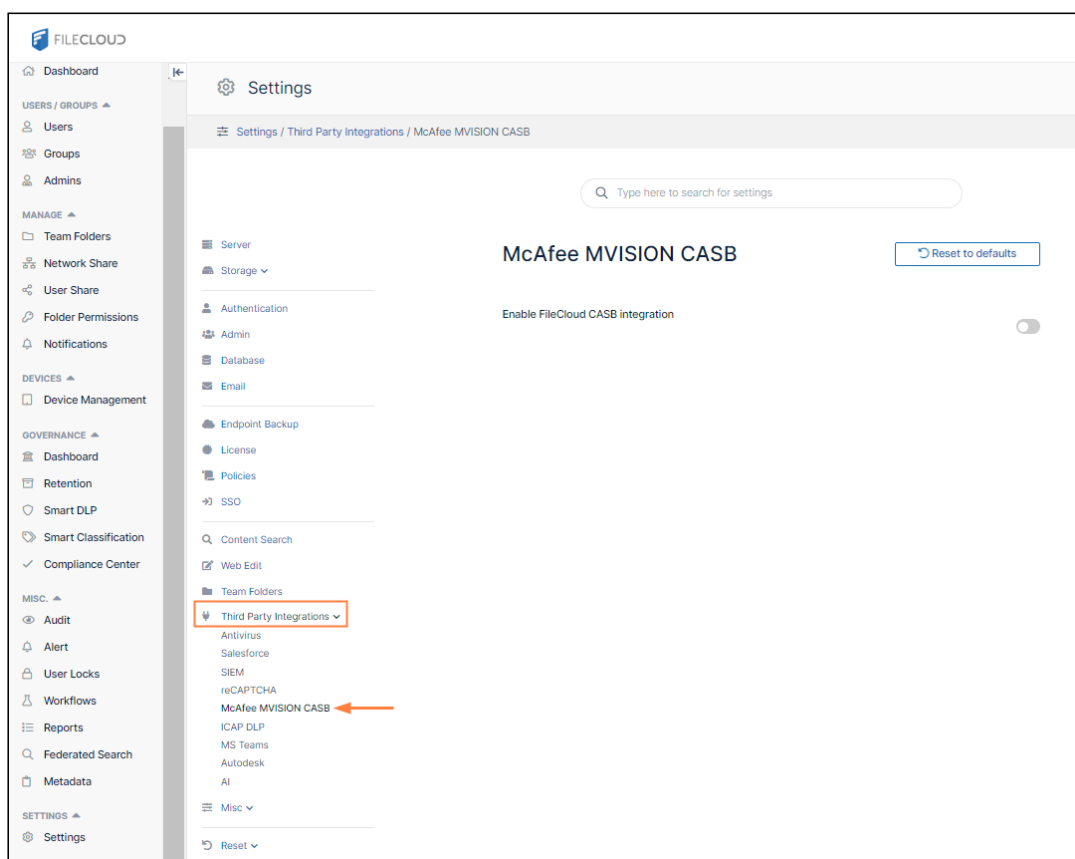 FILECLOUD
Dashboard
USERS / GROUPS
Users
Groups
Admins
MANAGE
Team Folders
Network Share
User Share
Folder Permissions
Notifications
DEVICES
Device Management
GOVERNANCE
Dashboard
Retention
Smart DLP
Smart Classification
Compliance Center
MISC.
Audit
Alert
User Locks
Workflows
Reports
Federated Search
Metadata
SETTINGS
Settings
Settings
Settings / Third Party Integrations / McAfee MVISION CASB
Type here to search for settings
Server
Storage
Authentication
Admin
Database
Email
Endpoint Backup
License
Policies
SSO
Content Search
Web Edit
Team Folders
Third Party Integrations
Antivirus
Salesforce
SIEM
reCAPTCHA
McAfee MVISION CASB
ICAP DLP
MS Teams
Autodesk
AI
Misc
Reset
McAfee MVISION CASB
Reset to defaults
Enable FileCloud CASB integration